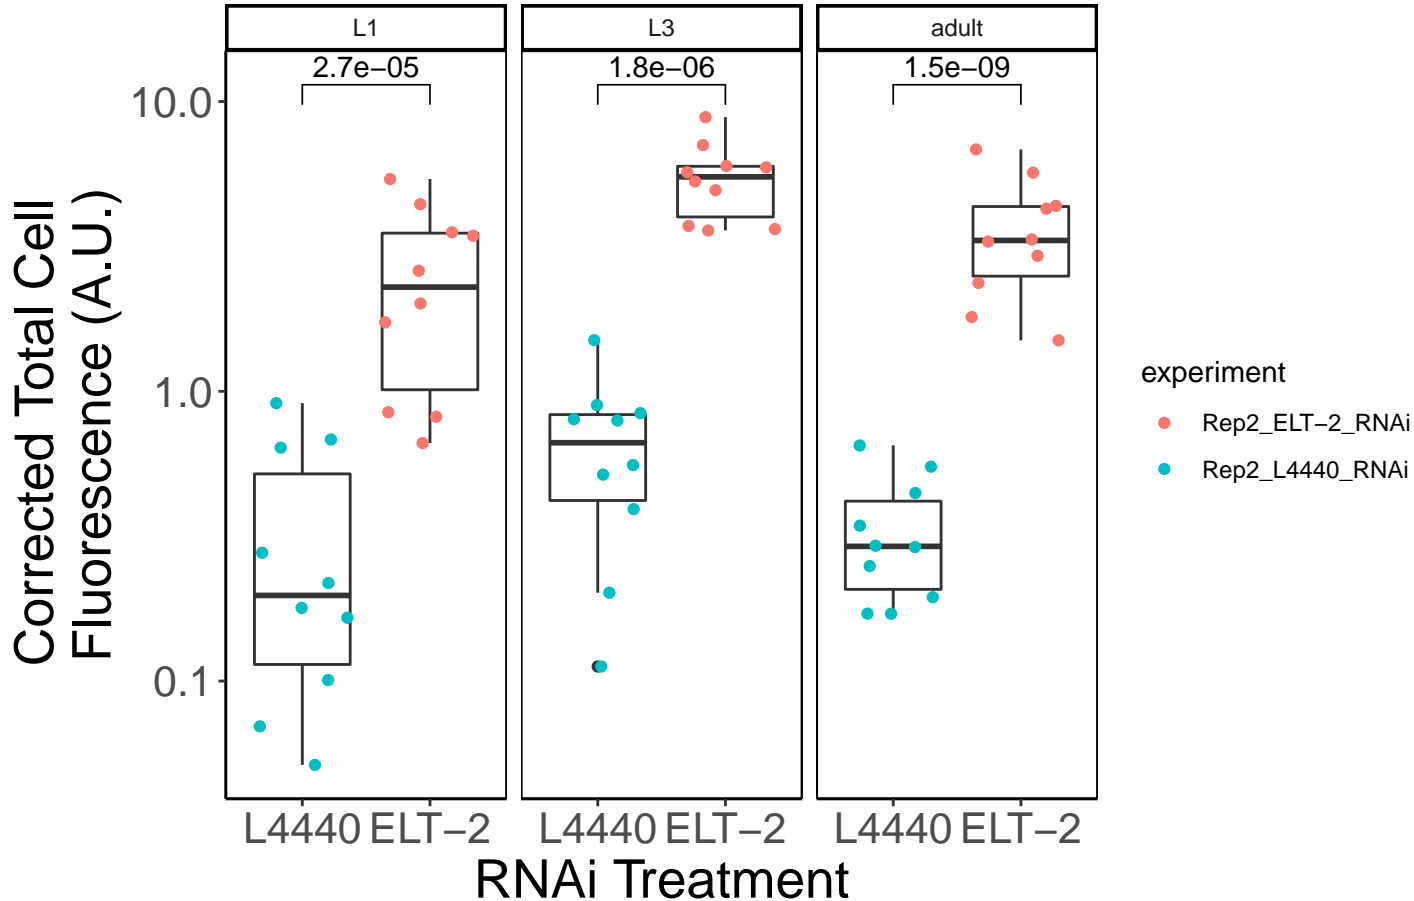 L1
L3
adult
2.7e−05
1.8e−06
1.5e−09
10.0
1.0
0.1
Corrected Total Cell
Fluorescence (A.U.)
L4440 ELT−2
L4440 ELT−2
L4440 ELT−2
RNAi Treatment
experiment
Rep2_ELT−2_RNAi
Rep2_L4440_RNAi